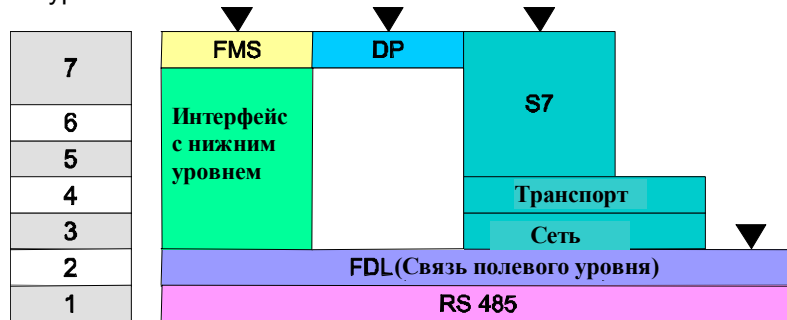 7
6
5
4
3
2
1
FMS
DP
S7
Интерфейс
с нижним
уровнем
Транспорт
Сеть
FDL(Связь полевого уровня)
RS 485